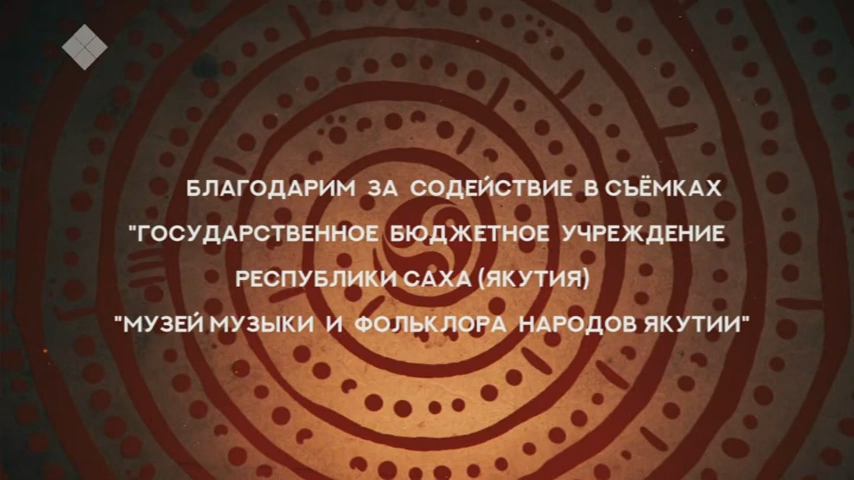 БЛАГОДАРИМ ЗА СОДЕЙСТВИЕ В СЪЁМКАХ
"ГОСУДАРСТВЕННОЕ БЮДЖЕТНОЕ УЧРЕЖДЕНИЕ
РЕСПУБЛИКИ САХА (ЯКУТИЯ)
"МУЗЕЙ МУЗЫКИ И ФОЛЬКЛОРА НАРОДОВ ЯКУТИИ"